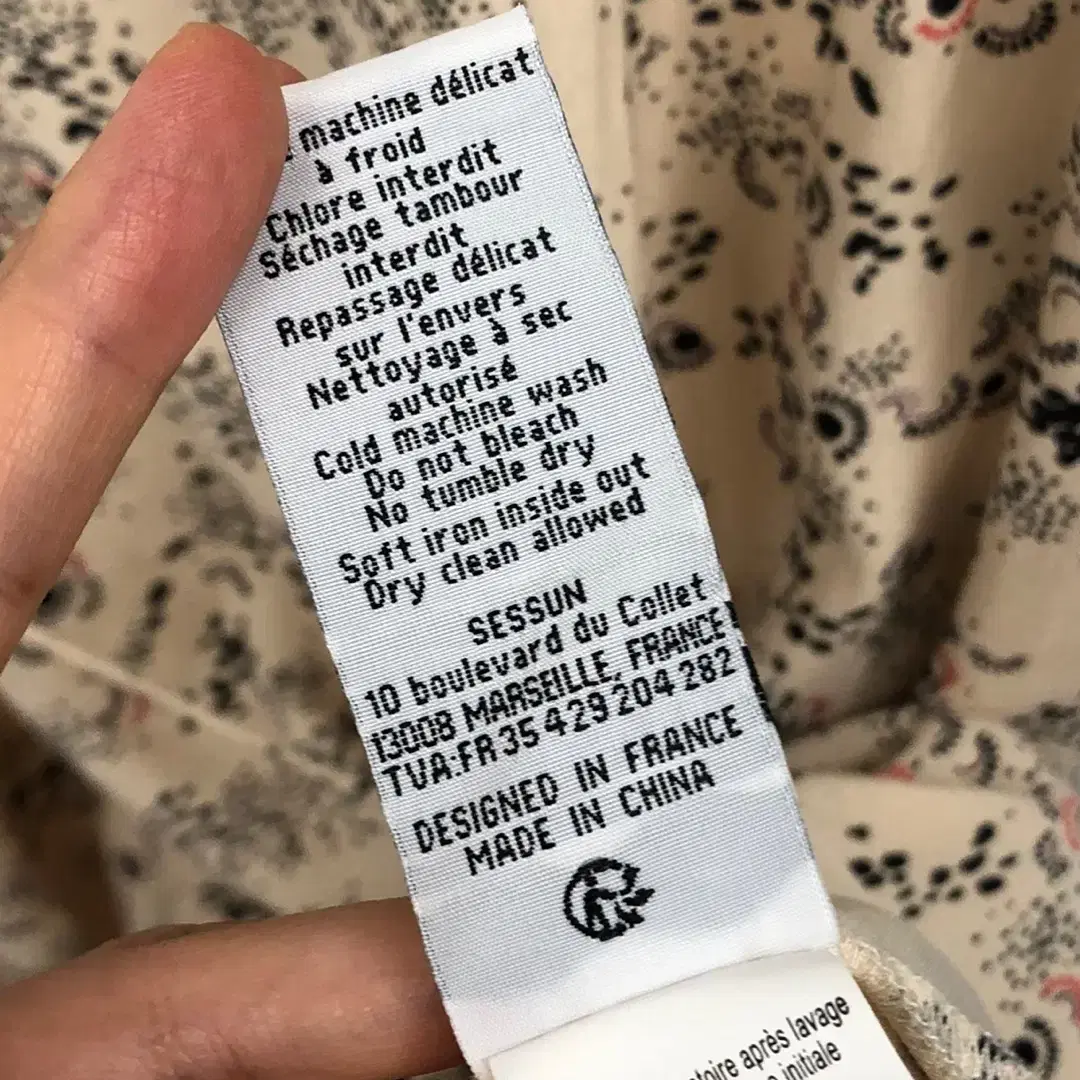 machine délicat
à froid
Chlore interdit
Séchage tambour
interdit
Repassage délicat
sur l'envers
Nettoyage à sec
autorisé
Cold machine wash
Do not bleach
No tumble dry
Soft iron inside out
Dry clean allowed
SESSUN
10 boulevard du Collet
13008 MARSEILLE, FRANCE
TVA:FR 35 429 204 282
DESIGNED IN FRANCE
MADE IN CHINA
après lavage
initiale